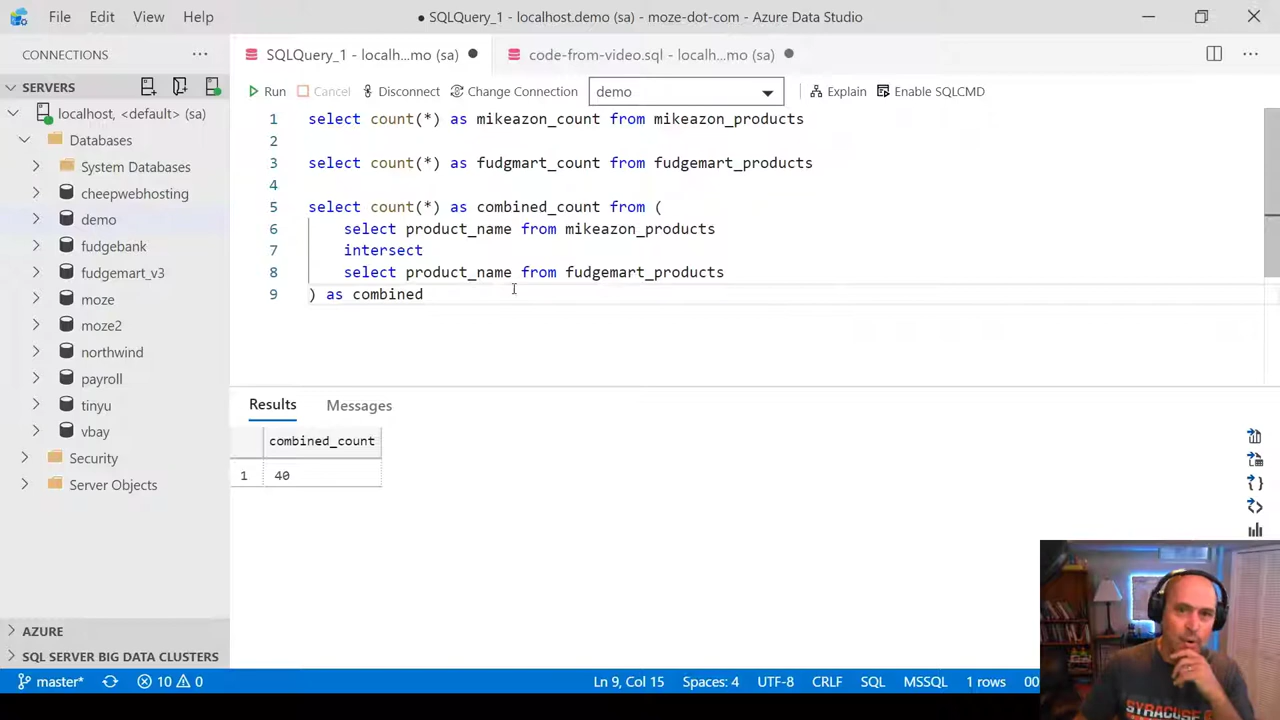 File Edit View Help
● SQLQuery_1 - localhost.demo (sa) - moze-dot-com - Azure Data Studio
CONNECTIONS
SERVERS
localhost, <default> (sa)
Databases
System Databases
cheepwebhosting
demo
fudgebank
fudgemart_v3
moze
moze2
northwind
payroll
tinyu
vbay
Security
Server Objects
AZURE
SQL SERVER BIG DATA CLUSTERS
SQLQuery_1 - localh...mo (sa) ● code-from-video.sql - localh...mo (sa) ●
Run Cancel Disconnect Change Connection demo Explain Enable SQLCMD
1 select count(*) as mikeazon_count from mikeazon_products
2
3 select count(*) as fudgmart_count from fudgemart_products
4
5 select count(*) as combined_count from (
6 select product_name from mikeazon_products
7 intersect
8 select product_name from fudgemart_products
9 ) as combined
Results Messages
combined_count
1 40
SYRACUSE
master* 10 0 Ln 9, Col 15 Spaces: 4 UTF-8 CRLF SQL MSSQL 1 rows 00